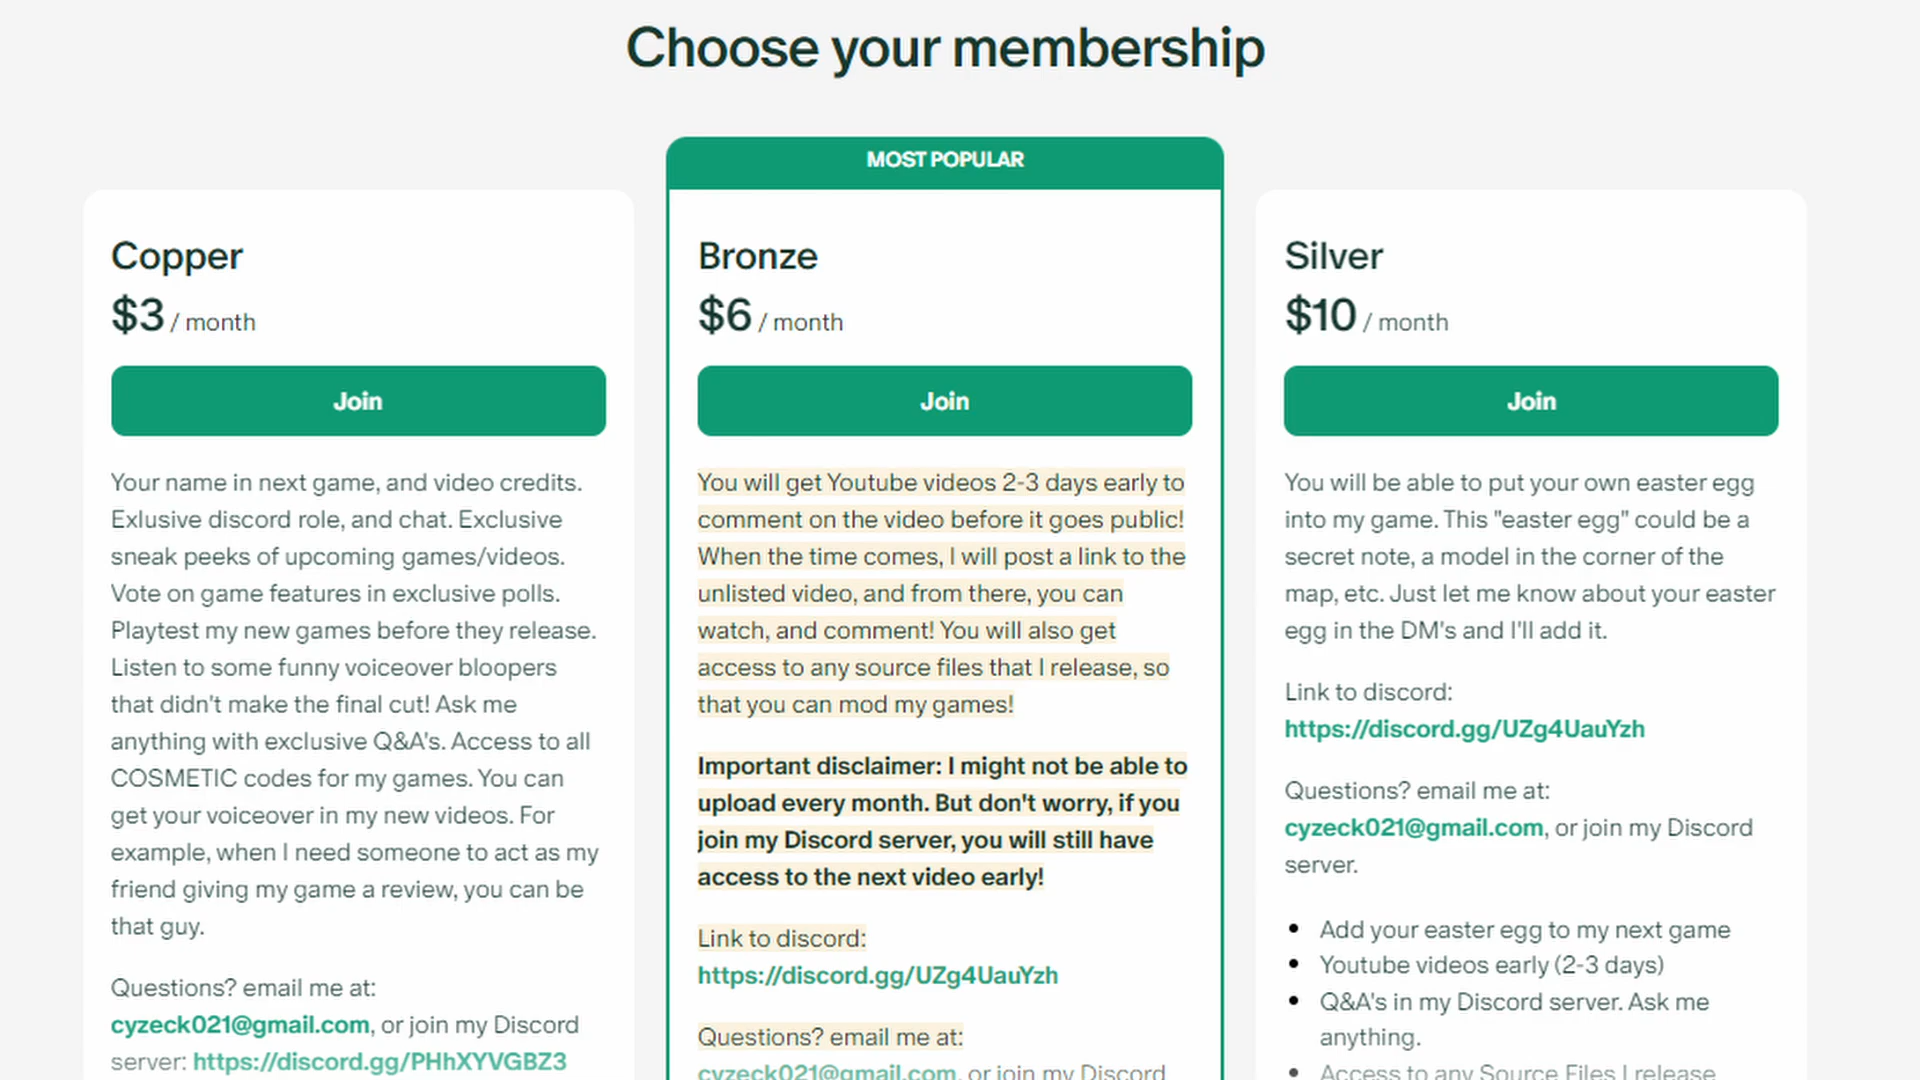 Choose your membership
MOST POPULAR
Copper
$3 / month
Join
Your name in next game, and video credits.
Exlusive discord role, and chat. Exclusive
sneak peeks of upcoming games/videos.
Vote on game features in exclusive polls.
Playtest my new games before they release.
Listen to some funny voiceover bloopers
that didn't make the final cut! Ask me
anything with exclusive Q&A's. Access to all
COSMETIC codes for my games. You can
get your voiceover in my new videos. For
example, when I need someone to act as my
friend giving my game a review, you can be
that guy.
Questions? email me at:
cyzeck021@gmail.com, or join my Discord
server: https://discord.gg/PHhXYVGBZ3
Bronze
$6 / month
Join
You will get Youtube videos 2-3 days early to
comment on the video before it goes public!
When the time comes, I will post a link to the
unlisted video, and from there, you can
watch, and comment! You will also get
access to any source files that I release, so
that you can mod my games!
Important disclaimer: I might not be able to
upload every month. But don't worry, if you
join my Discord server, you will still have
access to the next video early!
Link to discord:
https://discord.gg/UZg4UauYzh
Questions? email me at:
cyzeck021@gmail.com, or join my Discord
Silver
$10 / month
Join
You will be able to put your own easter egg
into my game. This "easter egg" could be a
secret note, a model in the corner of the
map, etc. Just let me know about your easter
egg in the DM's and I'll add it.
Link to discord:
https://discord.gg/UZg4UauYzh
Questions? email me at:
cyzeck021@gmail.com, or join my Discord
server.
• Add your easter egg to my next game
• Youtube videos early (2-3 days)
• Q&A's in my Discord server. Ask me
anything.
• Access to any Source Files I release